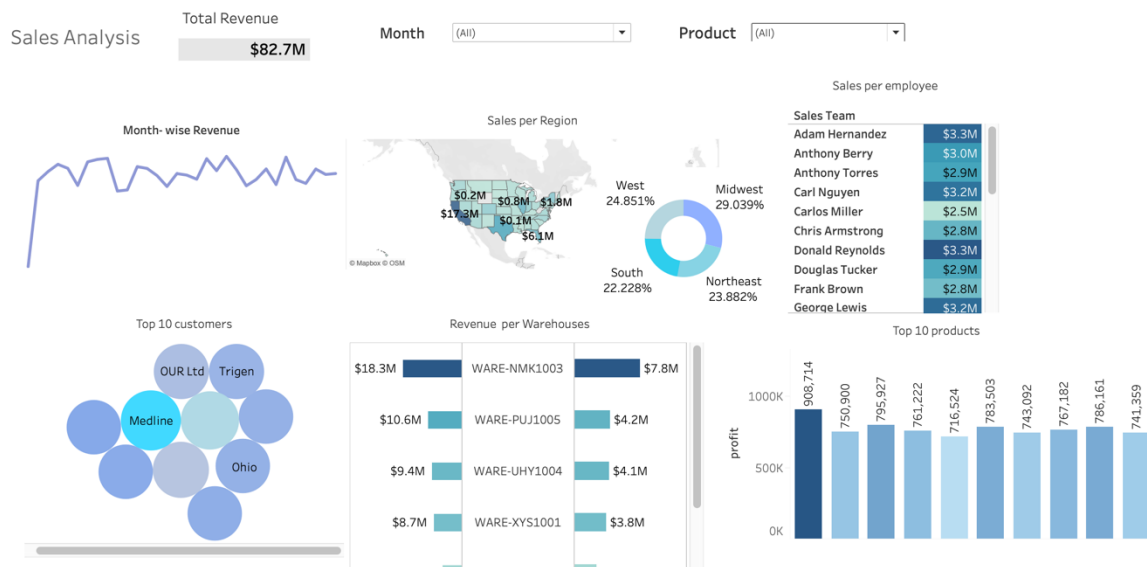 Sales Analysis
Total Revenue
$82.7M
Month
(All)
Product
(All)
Month- wise Revenue
Sales per Region
$0.2M
$0.8M
$1.8M
$17.3M
$0.1M
$6.1M
© Mapbox © OSM
West
24.851%
Midwest
29.039%
South
22.228%
Northeast
23.882%
Sales per employee
Sales Team
Adam Hernandez $3.3M
Anthony Berry $3.0M
Anthony Torres $2.9M
Carl Nguyen $3.2M
Carlos Miller $2.5M
Chris Armstrong $2.8M
Donald Reynolds $3.3M
Douglas Tucker $2.9M
Frank Brown $2.8M
George Lewis $3.2M
Top 10 customers
OUR Ltd
Trigen
Medline
Ohio
Revenue per Warehouses
$18.3M WARE-NMK1003 $7.8M
$10.6M WARE-PUJ1005 $4.2M
$9.4M WARE-UHY1004 $4.1M
$8.7M WARE-XYS1001 $3.8M
Top 10 products
profit
1000K
500K
0K
908,714
750,900
795,927
761,222
716,524
783,503
743,092
767,182
786,161
741,359